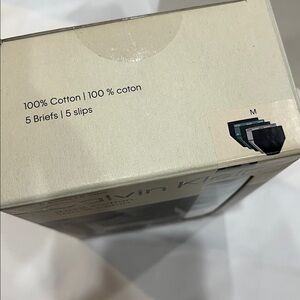 100% Cotton | 100 % coton
5 Briefs | 5 slips
M